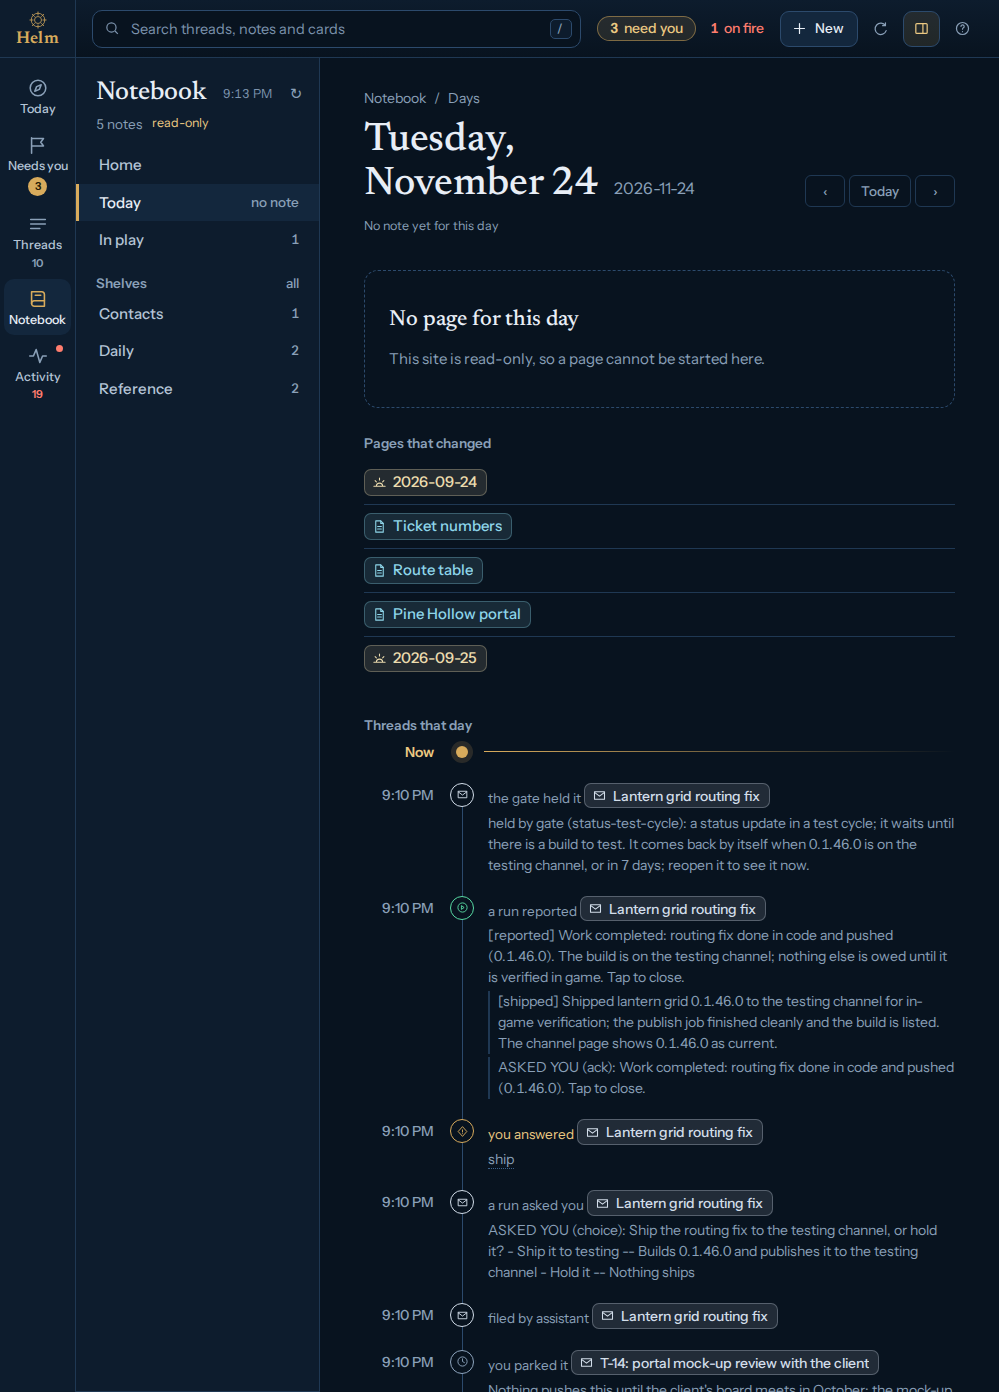 Helm
Search threads, notes and cards
/
3 need you
1 on fire
New
Today
Needs you
3
Threads
10
Notebook
Activity
19
Notebook
9:13 PM
5 notes read-only
Home
Today no note
In play 1
Shelves all
Contacts 1
Daily 2
Reference 2
Notebook / Days
Tuesday,
November 24 2026-11-24
‹ Today ›
No note yet for this day
No page for this day
This site is read-only, so a page cannot be started here.
Pages that changed
2026-09-24
Ticket numbers
Route table
Pine Hollow portal
2026-09-25
Threads that day
Now
9:10 PM the gate held it Lantern grid routing fix
held by gate (status-test-cycle): a status update in a test cycle; it waits until
there is a build to test. It comes back by itself when 0.1.46.0 is on the
testing channel, or in 7 days; reopen it to see it now.
9:10 PM a run reported Lantern grid routing fix
[reported] Work completed: routing fix done in code and pushed
(0.1.46.0). The build is on the testing channel; nothing else is owed until it
is verified in game. Tap to close.
[shipped] Shipped lantern grid 0.1.46.0 to the testing channel for in-
game verification; the publish job finished cleanly and the build is listed.
The channel page shows 0.1.46.0 as current.
ASKED YOU (ack): Work completed: routing fix done in code and pushed
(0.1.46.0). Tap to close.
9:10 PM you answered Lantern grid routing fix
ship
9:10 PM a run asked you Lantern grid routing fix
ASKED YOU (choice): Ship the routing fix to the testing channel, or hold
it? - Ship it to testing -- Builds 0.1.46.0 and publishes it to the testing
channel - Hold it -- Nothing ships
9:10 PM filed by assistant Lantern grid routing fix
9:10 PM you parked it T-14: portal mock-up review with the client
Nothing pushes this until the client's board meets in October; the mock-up